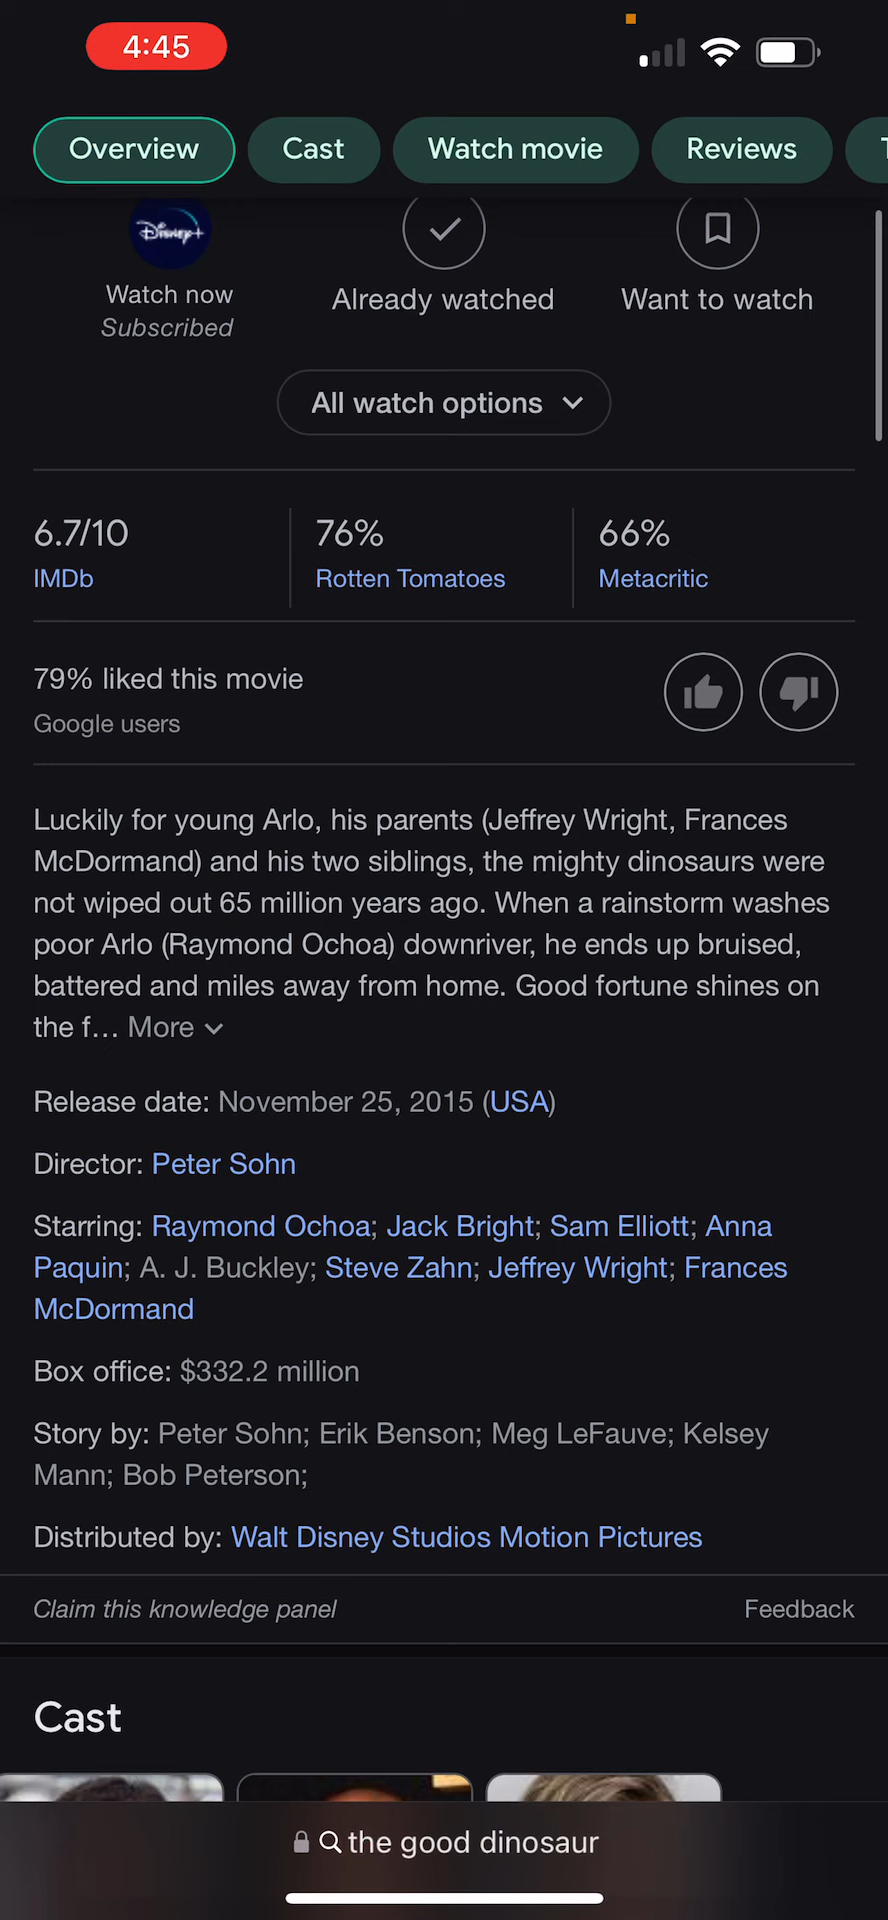 4:45
Overview
Cast
Watch movie
Reviews
Disney+
Watch now
Subscribed
Already watched
Want to watch
All watch options
6.7/10
IMDb
76%
Rotten Tomatoes
66%
Metacritic
79% liked this movie
Google users
Luckily for young Arlo, his parents (Jeffrey Wright, Frances
McDormand) and his two siblings, the mighty dinosaurs were
not wiped out 65 million years ago. When a rainstorm washes
poor Arlo (Raymond Ochoa) downriver, he ends up bruised,
battered and miles away from home. Good fortune shines on
the f... More
Release date: November 25, 2015 (USA)
Director: Peter Sohn
Starring: Raymond Ochoa; Jack Bright; Sam Elliott; Anna
Paquin; A. J. Buckley; Steve Zahn; Jeffrey Wright; Frances
McDormand
Box office: $332.2 million
Story by: Peter Sohn; Erik Benson; Meg LeFauve; Kelsey
Mann; Bob Peterson;
Distributed by: Walt Disney Studios Motion Pictures
Claim this knowledge panel
Feedback
Cast
the good dinosaur